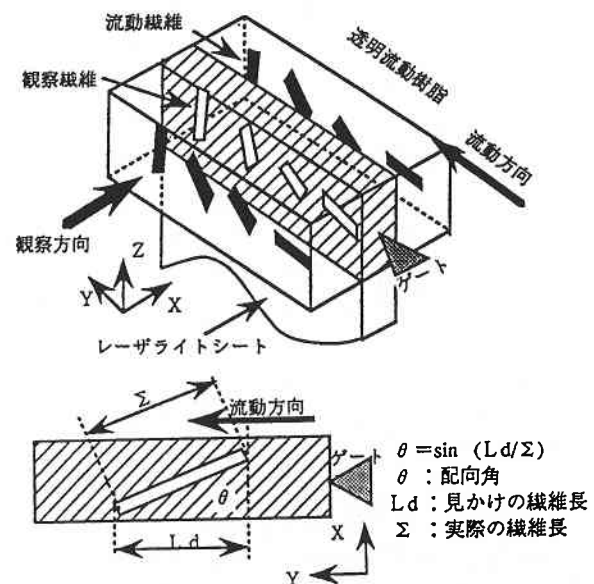 流動繊維
観察繊維
透明流動樹脂
流動方向
観察方向
Z
Y
X
ゲート
レーザライトシート
Σ
流動方向
ゲート
θ
Ld
X
Y
θ=sin (Ld/Σ)
θ :配向角
Ld:見かけの繊維長
Σ :実際の繊維長